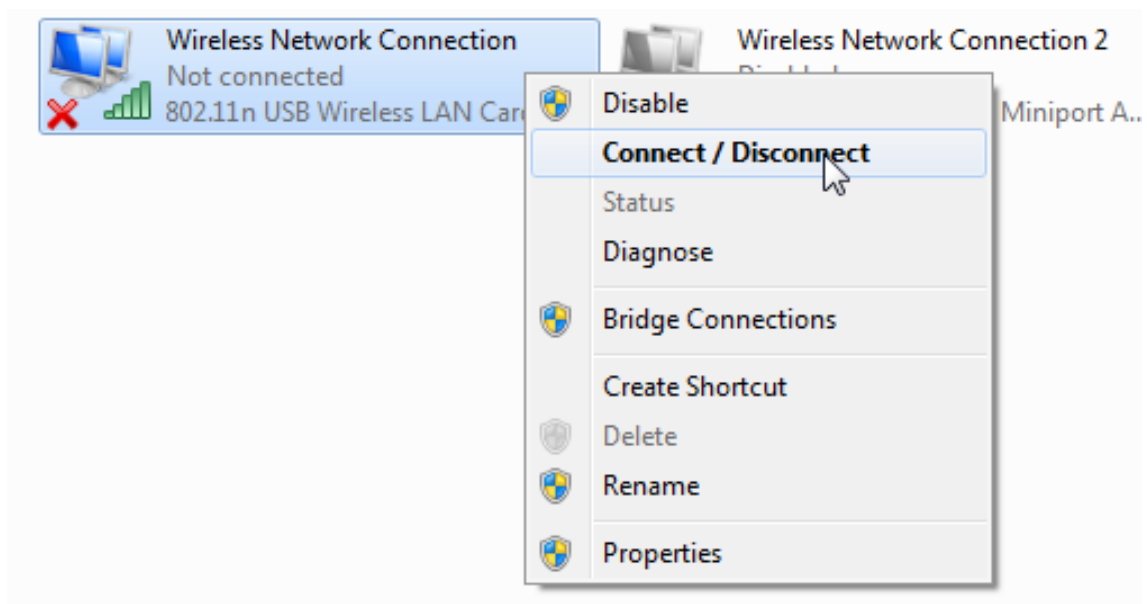 Wireless Network Connection
Not connected
802.11n USB Wireless LAN Car
Wireless Network Connection 2
Miniport A...
Disable
Connect / Disconnect
Status
Diagnose
Bridge Connections
Create Shortcut
Delete
Rename
Properties